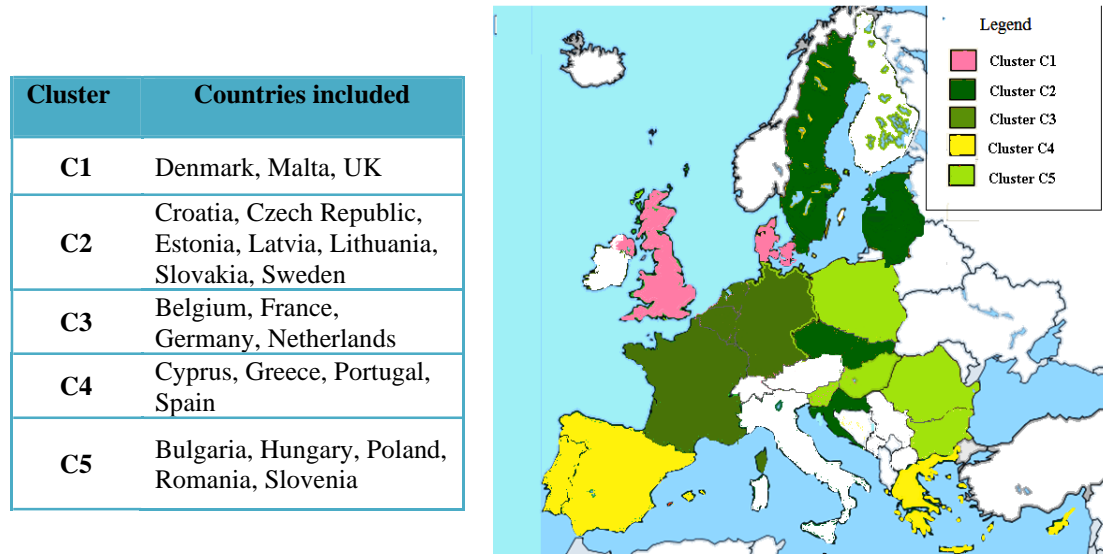 Cluster Countries included
C1 Denmark, Malta, UK
C2 Croatia, Czech Republic,
Estonia, Latvia, Lithuania,
Slovakia, Sweden
C3 Belgium, France,
Germany, Netherlands
C4 Cyprus, Greece, Portugal,
Spain
C5 Bulgaria, Hungary, Poland,
Romania, Slovenia
Legend
Cluster C1
Cluster C2
Cluster C3
Cluster C4
Cluster C5